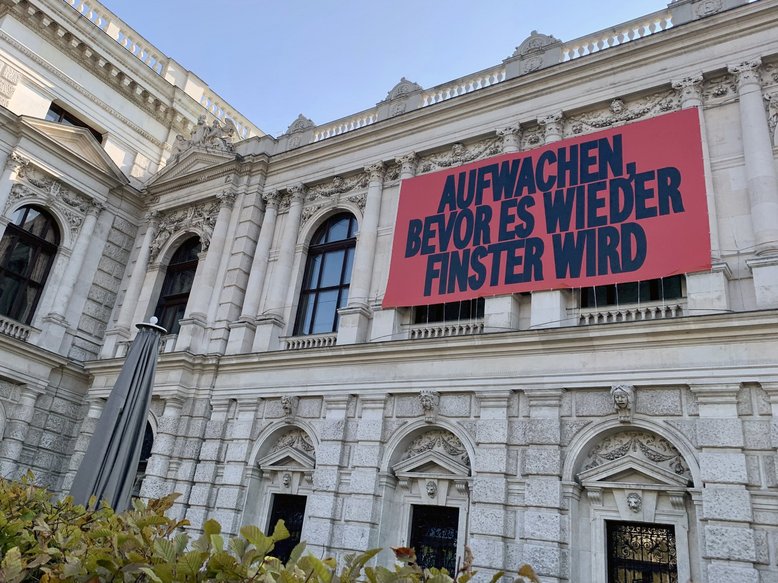 AUFWACHEN,
BEVOR ES WIEDER
FINSTER WIRD